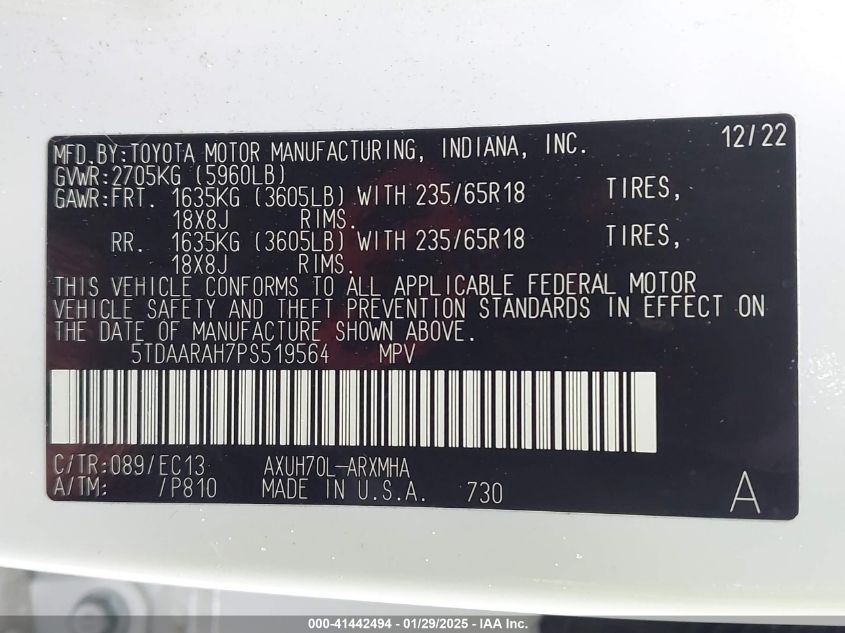 12/22
MFD.BY:TOYOTA MOTOR MANUFACTURING, INDIANA, INC.
GVWR:2705KG (5960LB)
GAWR:FRT. 1635KG (3605LB) WITH 235/65R18 TIRES,
18X8J RIMS.
RR. 1635KG (3605LB) WITH 235/65R18 TIRES,
18X8J RIMS.
THIS VEHICLE CONFORMS TO ALL APPLICABLE FEDERAL MOTOR
VEHICLE SAFETY AND THEFT PREVENTION STANDARDS IN EFFECT ON
THE DATE OF MANUFACTURE SHOWN ABOVE.
5TDAARAH7PS519564 MPV
C/TR:089/EC13 AXUH70L-ARXMHA
A/TM: /P810 MADE IN U.S.A. 730 A
000-41442494 - 01/29/2025 - IAA Inc.